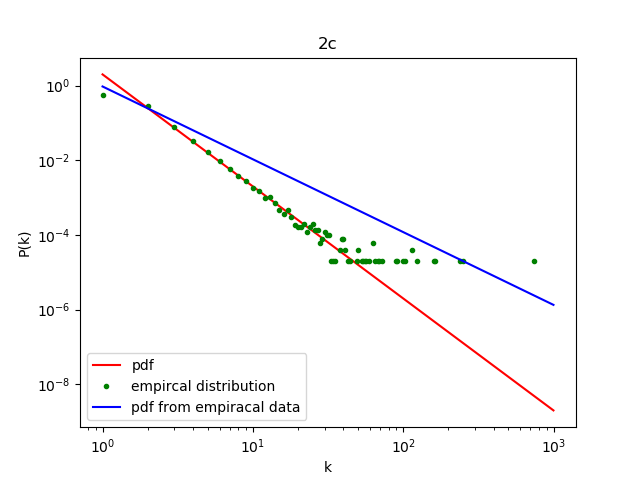 2c
P(k)
10⁰
10⁻²
10⁻⁴
10⁻⁶
10⁻⁸
pdf
empircal distribution
pdf from empiracal data
10⁰ 10¹ 10² 10³
k